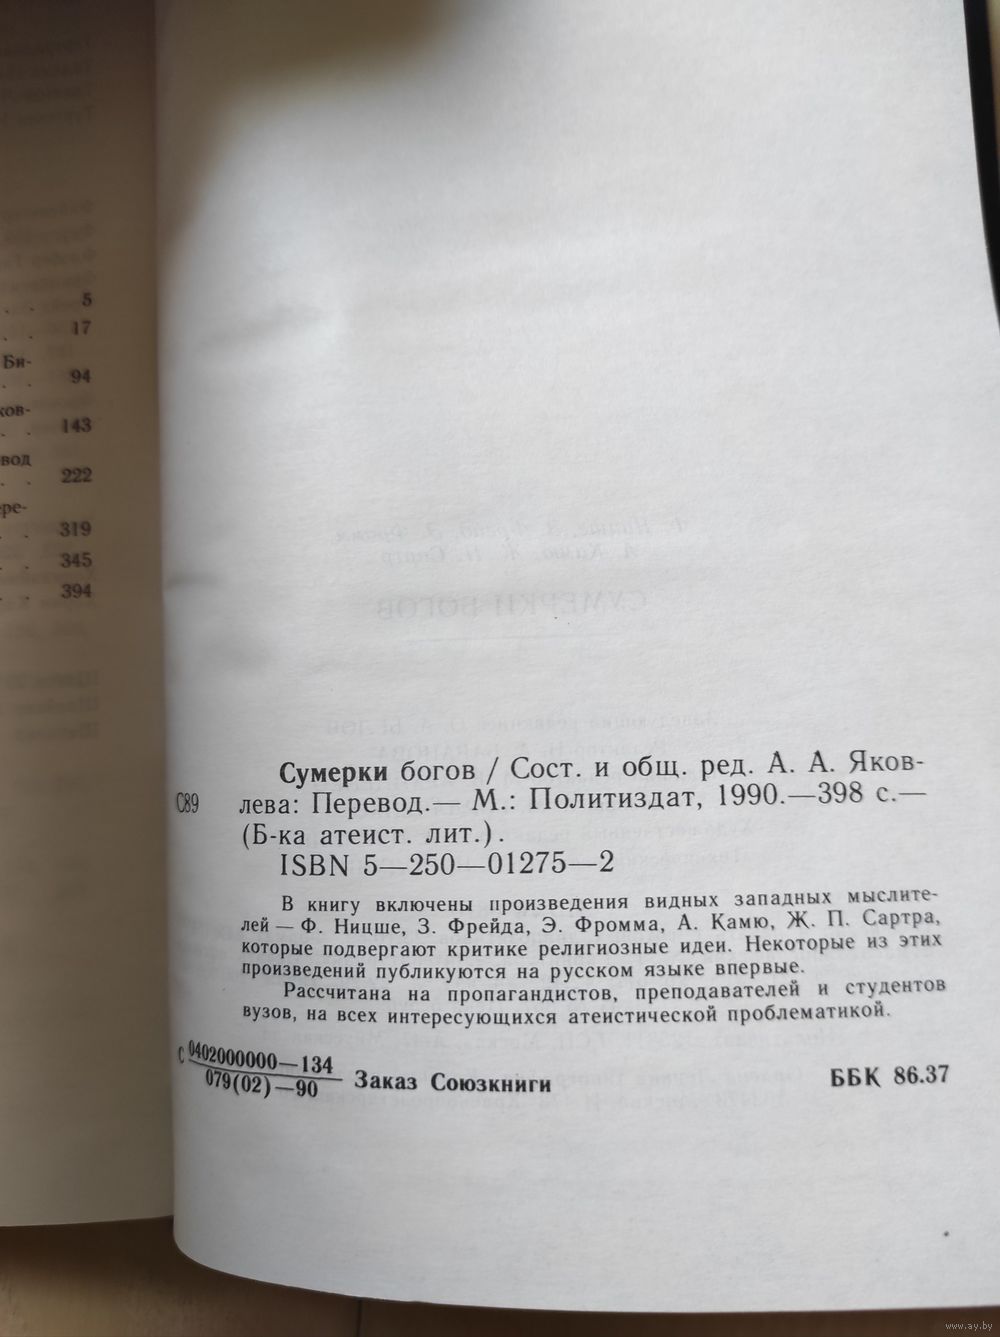 5
17
Би-
94
ков-
143
вод
222
ере-
319
345
394
Сумерки богов / Сост. и общ. ред. А. А. Яков-
С89 лева: Перевод.— М.: Политиздат, 1990.—398 с.—
(Б-ка атеист. лит.).
ISBN 5—250—01275—2
В книгу включены произведения видных западных мыслите-
лей — Ф. Ницше, З. Фрейда, Э. Фромма, А. Камю, Ж. П. Сартра,
которые подвергают критике религиозные идеи. Некоторые из этих
произведений публикуются на русском языке впервые.
Рассчитана на пропагандистов, преподавателей и студентов
вузов, на всех интересующихся атеистической проблематикой.
С 0402000000—134
079(02)—90 Заказ Союзкниги ББК 86.37
www.ay.by